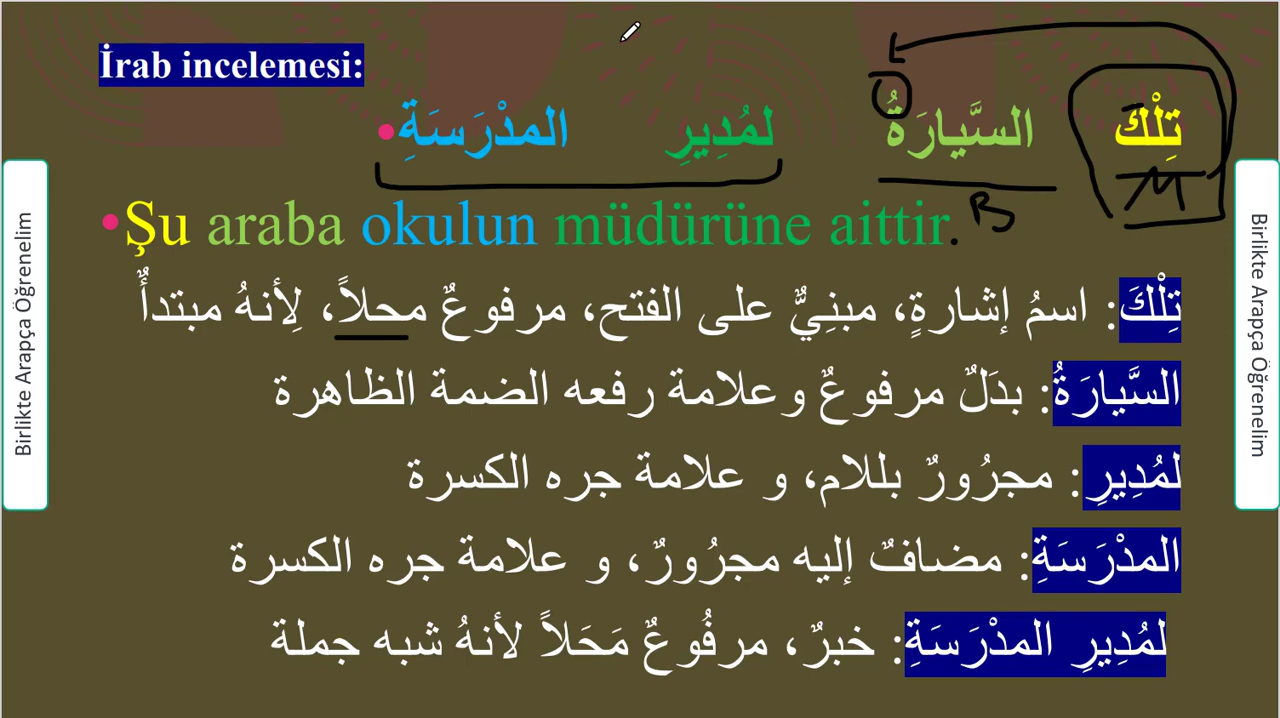 İrab incelemesi:
تِلْكَ السَّيارَةُ لمُدِيرِ المدْرَسَةِ
M
B
Şu araba okulun müdürüne aittir.
تِلْكَ: اسمُ إشارةٍ، مبنِيٌّ على الفتح، مرفوعٌ محلاً، لِأنهُ مبتدأٌ
السَّيارَةُ: بدَلٌ مرفوعٌ وعلامة رفعه الضمة الظاهرة
لمُدِيرِ: مجرُورٌ بللام، و علامة جره الكسرة
المدْرَسَةِ: مضافٌ إليه مجرُورٌ، و علامة جره الكسرة
لمُدِيرِ المدْرَسَةِ: خبرٌ، مرفُوعٌ مَحَلاً لأنهُ شبه جملة
Birlikte Arapça Öğrenelim
Birlikte Arapça Öğrenelim